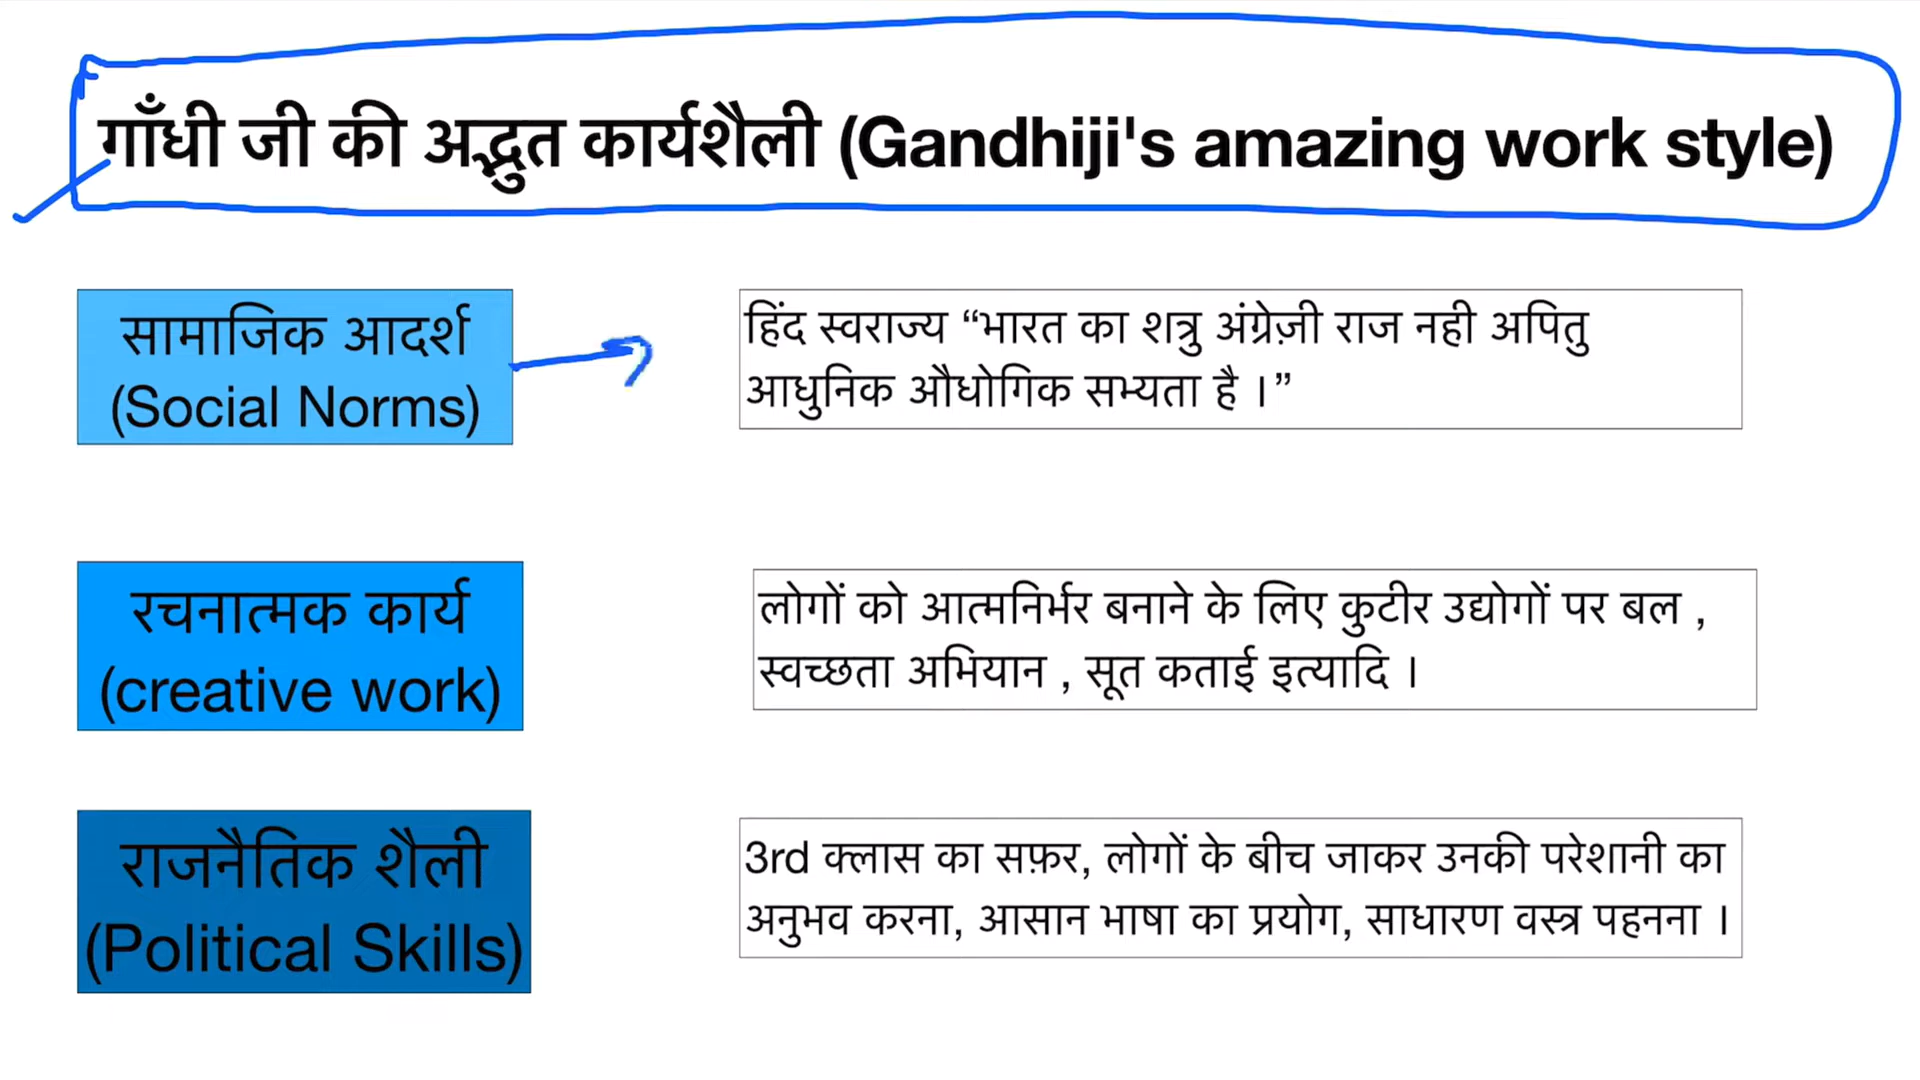 गाँधी जी की अद्भुत कार्यशैली (Gandhiji's amazing work style)
सामाजिक आदर्श
(Social Norms)
हिंद स्वराज्य “भारत का शत्रु अंग्रेज़ी राज नही अपितु
आधुनिक औधोगिक सभ्यता है ।”
रचनात्मक कार्य
(creative work)
लोगों को आत्मनिर्भर बनाने के लिए कुटीर उद्योगों पर बल ,
स्वच्छता अभियान , सूत कताई इत्यादि ।
राजनैतिक शैली
(Political Skills)
3rd क्लास का सफ़र, लोगों के बीच जाकर उनकी परेशानी का
अनुभव करना, आसान भाषा का प्रयोग, साधारण वस्त्र पहनना ।